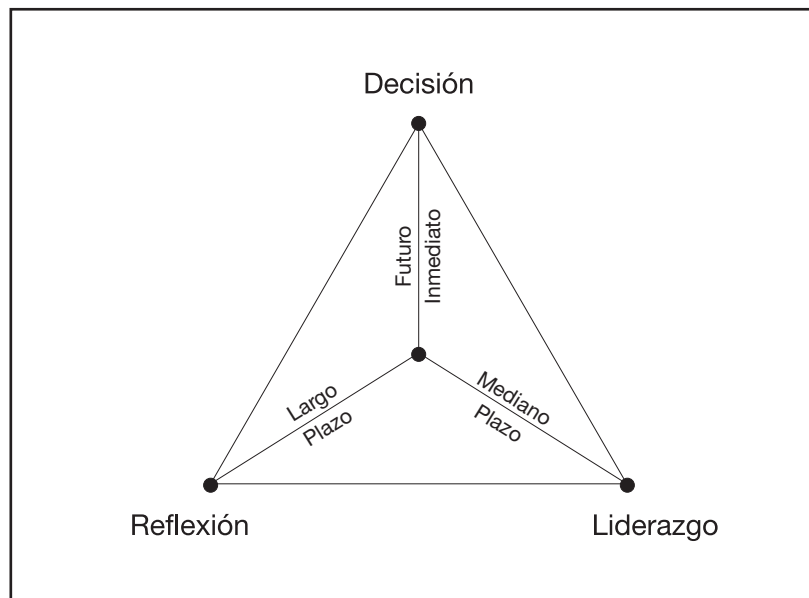 Decisión
Futuro
Inmediato
Largo
Plazo
Mediano
Plazo
Reflexión
Liderazgo